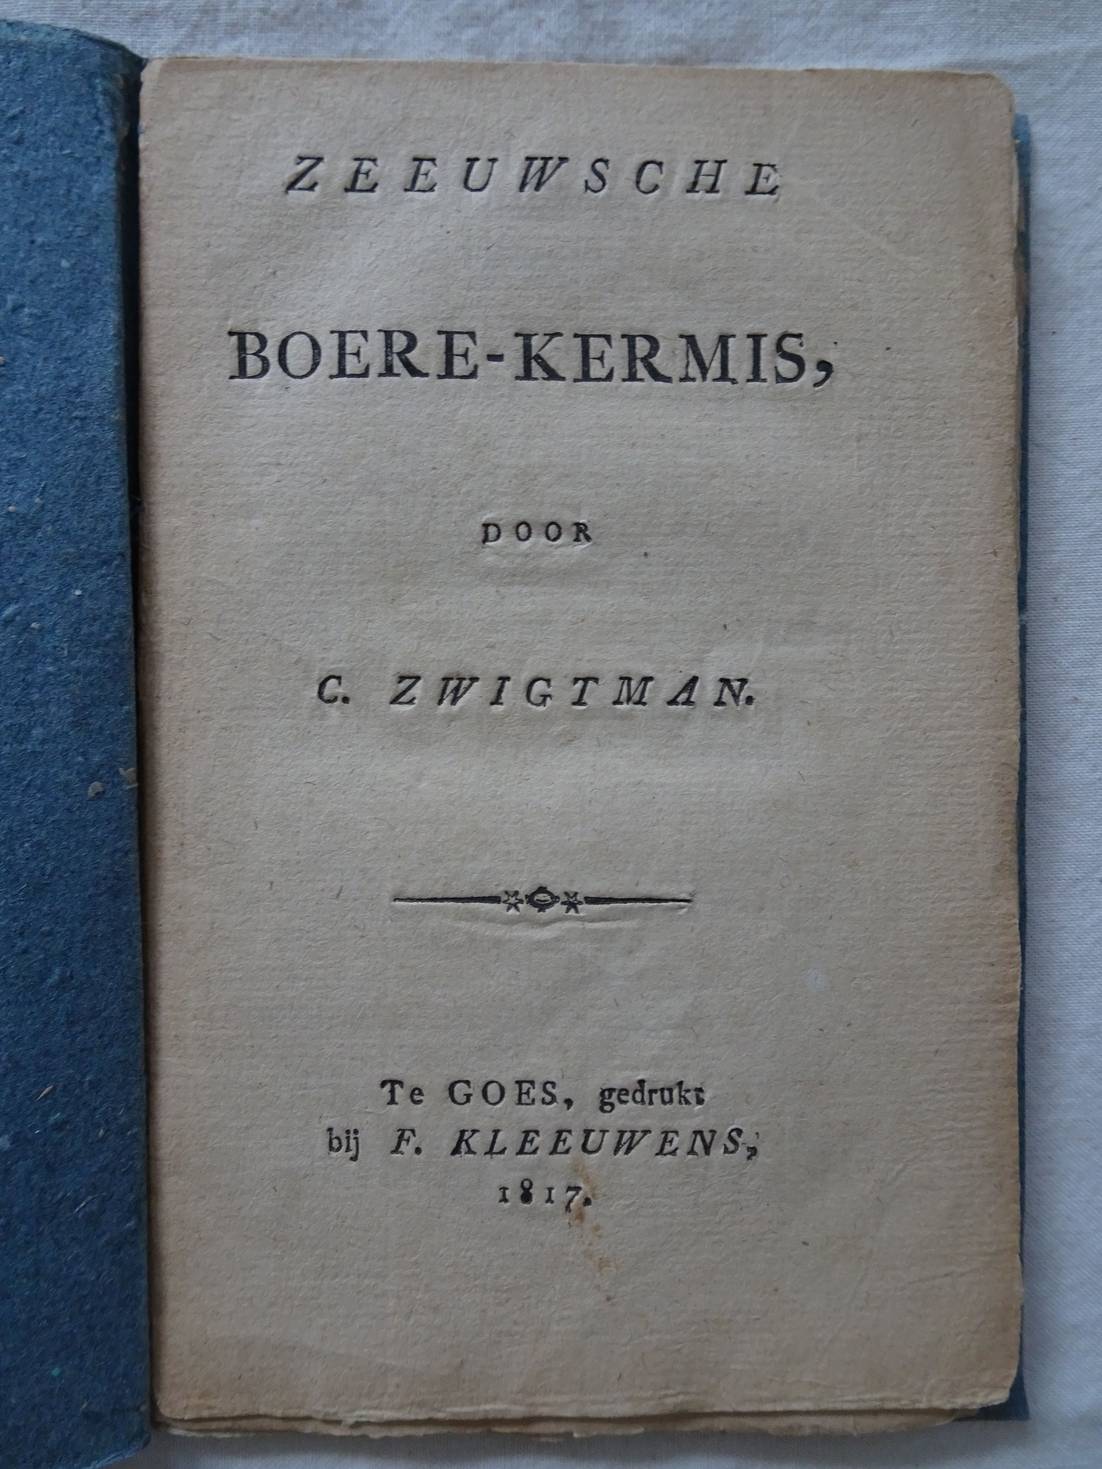 ZEEUWSCHE
BOERE-KERMIS,
DOOR
C. ZWIGTMAN.
Te GOES, gedrukt
bij F. KLEEUWENS,
1817.